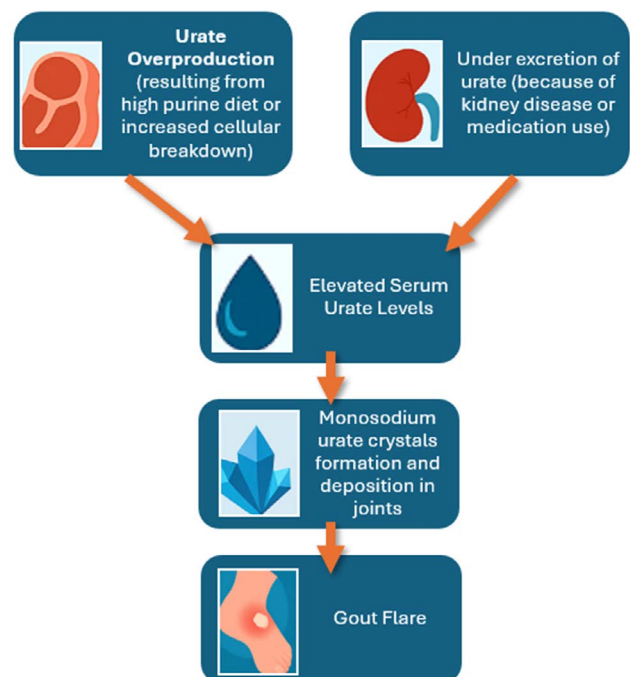 Urate
Overproduction
(resulting from
high purine diet or
increased cellular
breakdown)
Under excretion of
urate (because of
kidney disease or
medication use)
Elevated Serum
Urate Levels
Monosodium
urate crystals
formation and
deposition in
joints
Gout Flare